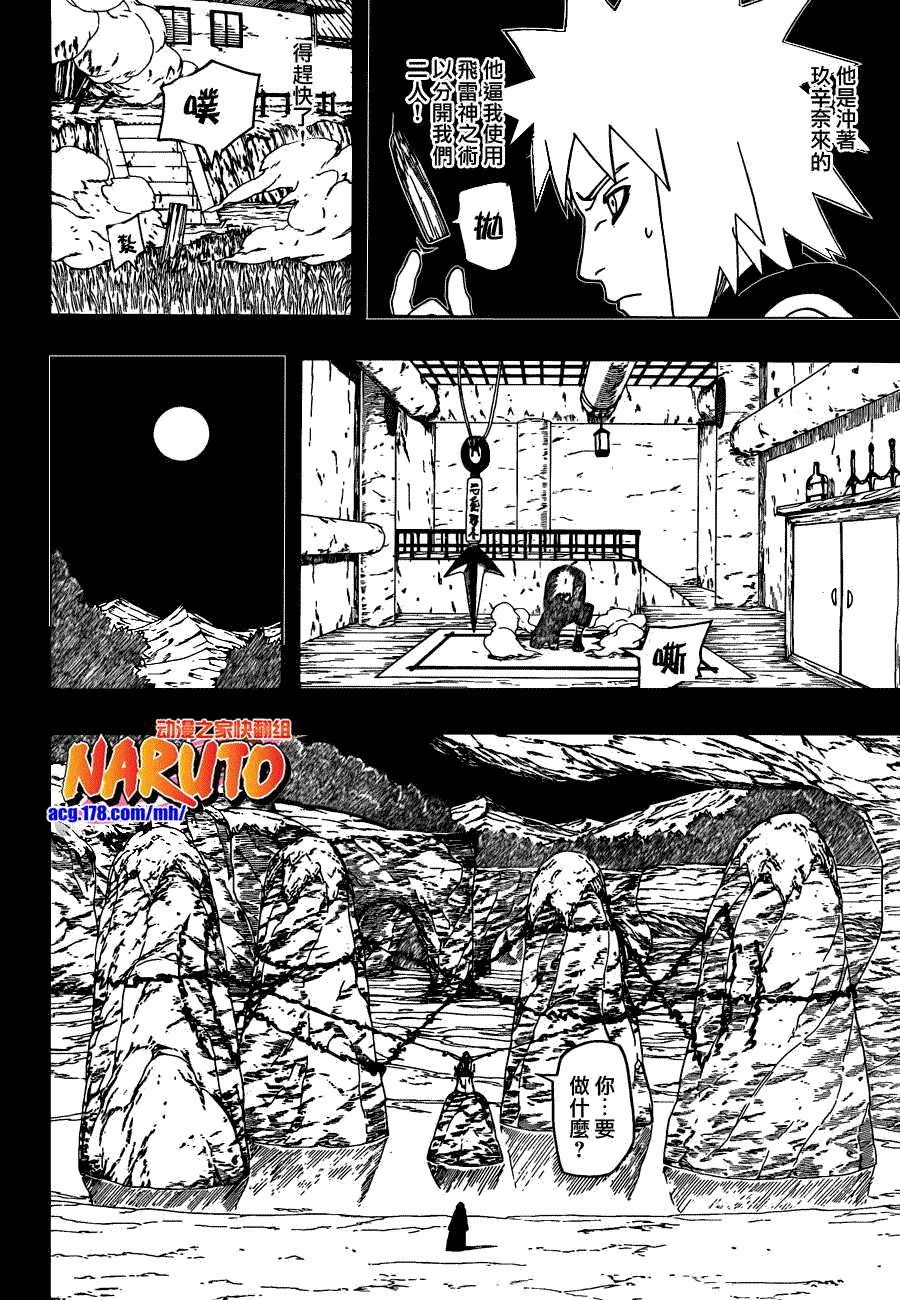 他是沖著
玖辛奈來的
他逼我使用
飛雷神之術
以分開我們
二人！
拋
得趕快了
噗
嘶
动漫之家快翻组
NARUTO
acg.178.com/mh/
你…要
做什麼？